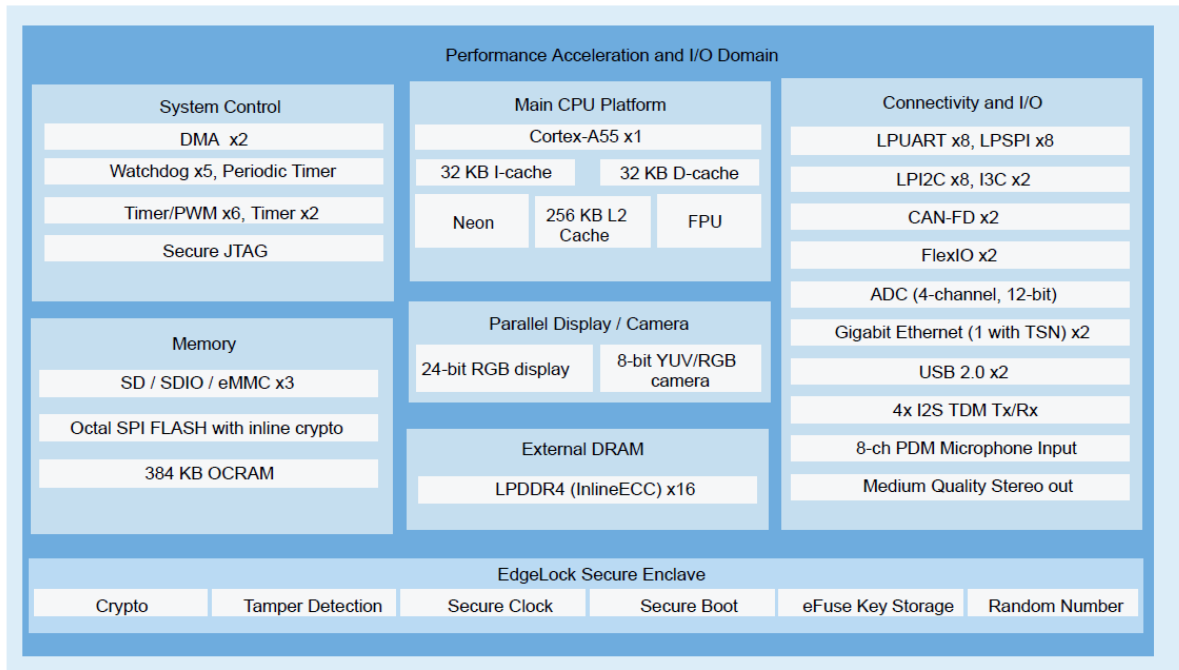 Performance Acceleration and I/O Domain
System Control
DMA x2
Watchdog x5, Periodic Timer
Timer/PWM x6, Timer x2
Secure JTAG
Memory
SD / SDIO / eMMC x3
Octal SPI FLASH with inline crypto
384 KB OCRAM
Main CPU Platform
Cortex-A55 x1
32 KB I-cache
32 KB D-cache
Neon
256 KB L2
Cache
FPU
Parallel Display / Camera
24-bit RGB display
8-bit YUV/RGB
camera
External DRAM
LPDDR4 (InlineECC) x16
Connectivity and I/O
LPUART x8, LPSPI x8
LPI2C x8, I3C x2
CAN-FD x2
FlexIO x2
ADC (4-channel, 12-bit)
Gigabit Ethernet (1 with TSN) x2
USB 2.0 x2
4x I2S TDM Tx/Rx
8-ch PDM Microphone Input
Medium Quality Stereo out
EdgeLock Secure Enclave
Crypto
Tamper Detection
Secure Clock
Secure Boot
eFuse Key Storage
Random Number